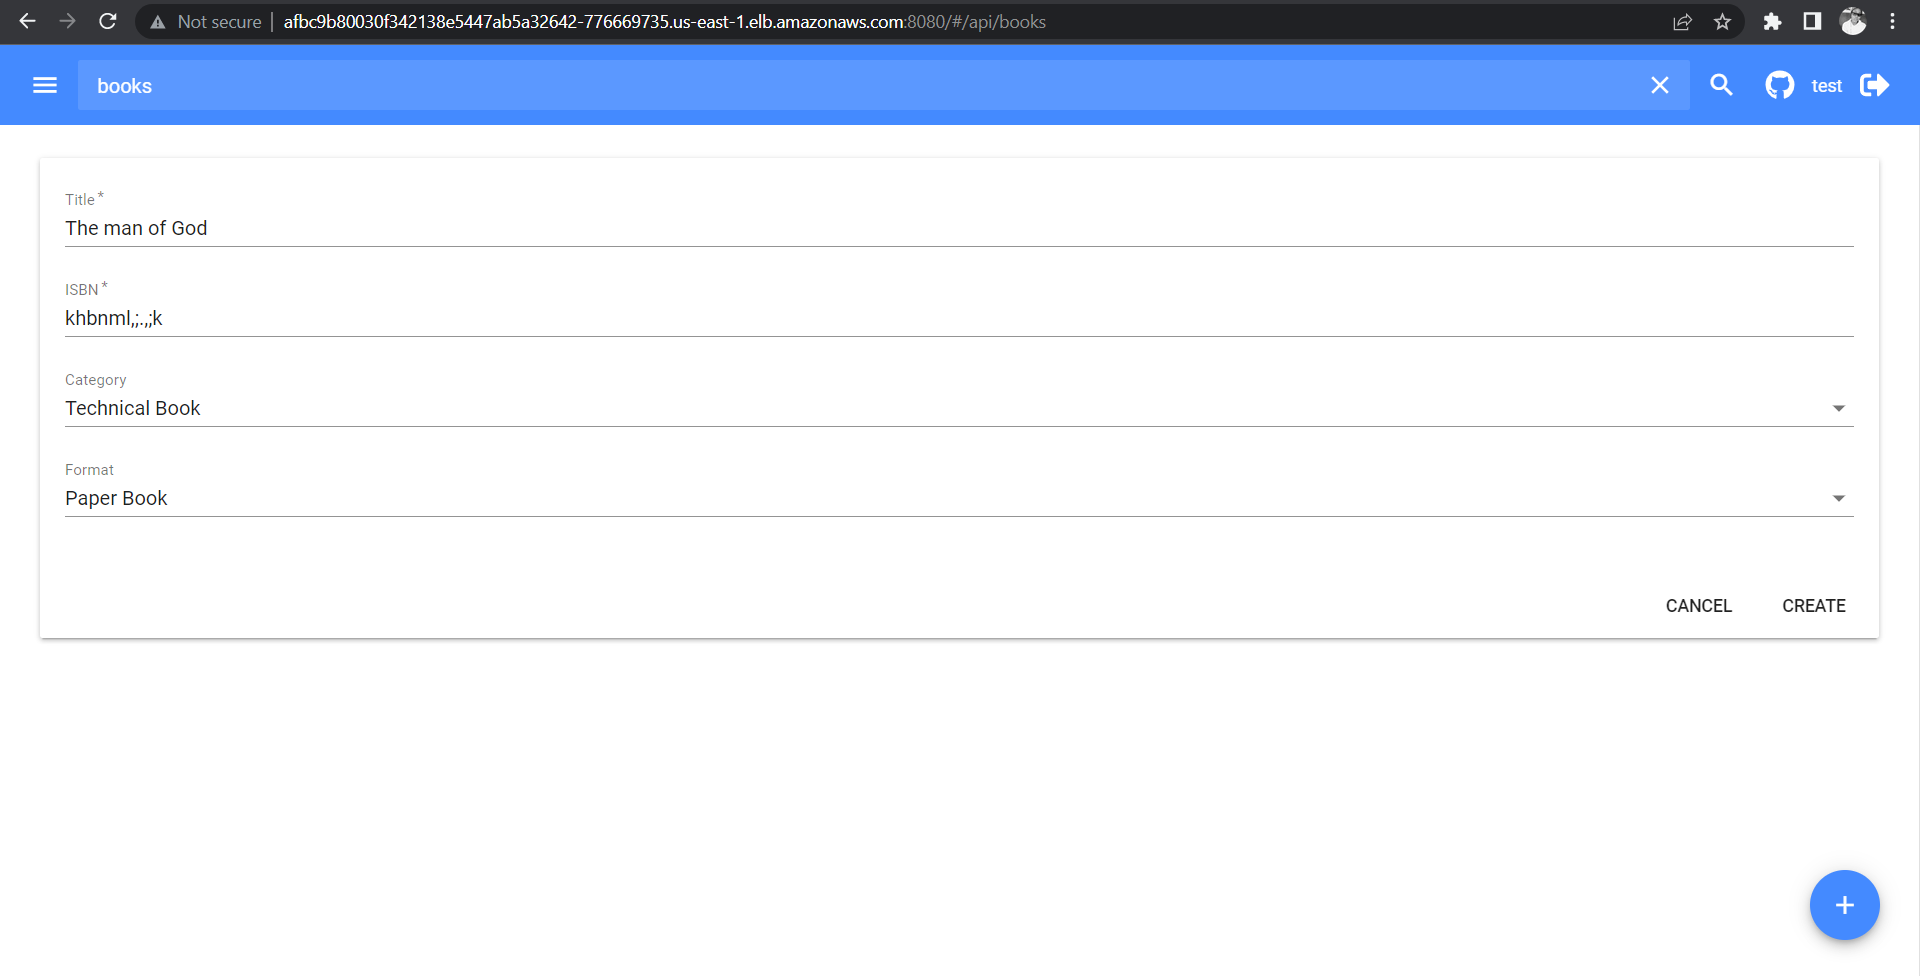 Not secure | afbc9b80030f342138e5447ab5a32642-776669735.us-east-1.elb.amazonaws.com:8080/#/api/books
books
test
Title *
The man of God
ISBN *
khbnml,;.,;k
Category
Technical Book
Format
Paper Book
CANCEL CREATE